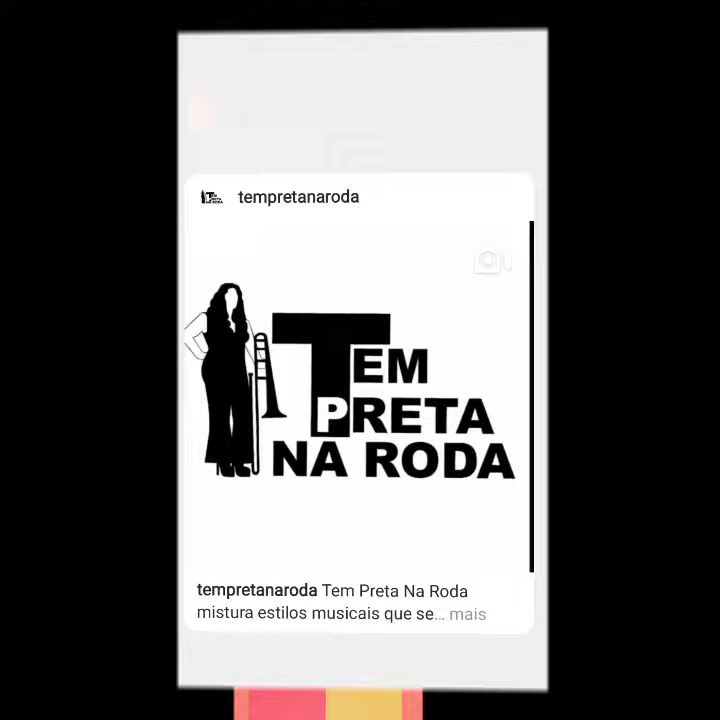 tempretanaroda
TEM
PRETA
NA RODA
tempretanaroda Tem Preta Na Roda
mistura estilos musicais que se... mais